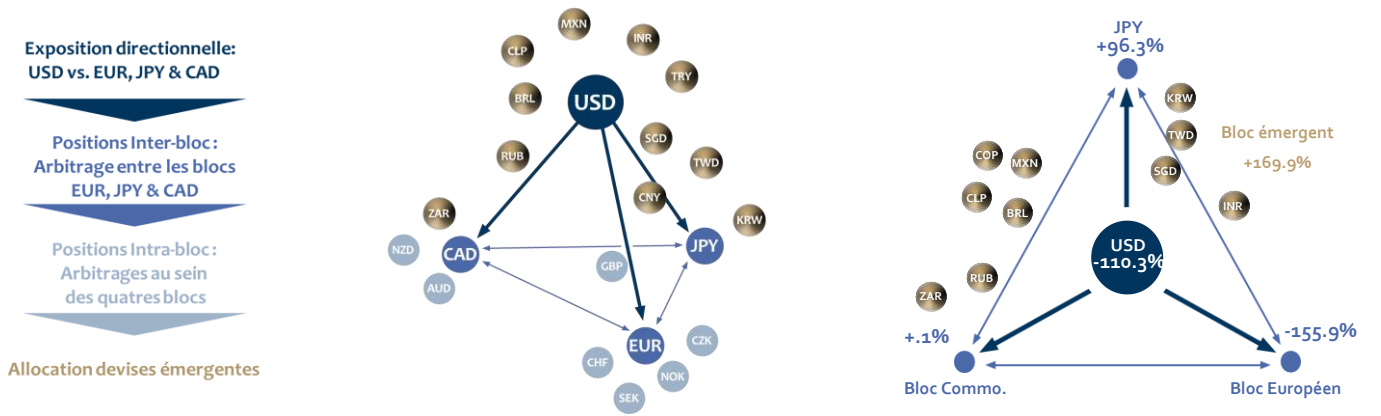 Exposition directionnelle:
USD vs. EUR, JPY & CAD
Positions Inter-bloc :
Arbitrage entre les blocs
EUR, JPY & CAD
Positions Intra-bloc :
Arbitrages au sein
des quatres blocs
Allocation devises émergentes
MXN
INR
CLP
TRY
BRL
USD
SGD
RUB
TWD
CNY
ZAR
KRW
NZD
CAD
JPY
GBP
AUD
EUR
CZK
CHF
NOK
SEK
JPY
+96.3%
KRW
TWD
Bloc émergent
+169.9%
COP
MXN
SGD
CLP
BRL
INR
USD
-110.3%
RUB
ZAR
+.1%
-155.9%
Bloc Commo.
Bloc Européen